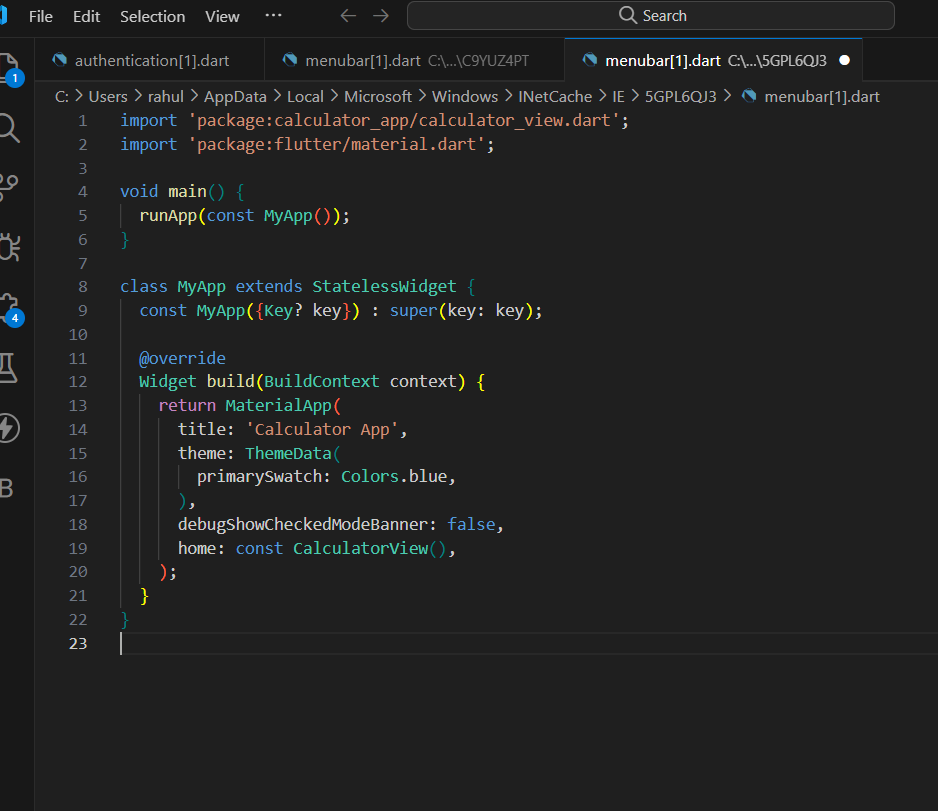 File Edit Selection View ··· ← → Search
authentication[1].dart menubar[1].dart C:\...\C9YUZ4PT menubar[1].dart C:\...\5GPL6QJ3 ●
1 C: > Users > rahul > AppData > Local > Microsoft > Windows > INetCache > IE > 5GPL6QJ3 > menubar[1].dart
1 import 'package:calculator_app/calculator_view.dart';
2 import 'package:flutter/material.dart';
3
4 void main() {
5   runApp(const MyApp());
6 }
7
8 class MyApp extends StatelessWidget {
9   const MyApp({Key? key}) : super(key: key);
10
11   @override
12   Widget build(BuildContext context) {
13     return MaterialApp(
14       title: 'Calculator App',
15       theme: ThemeData(
16         primarySwatch: Colors.blue,
17       ),
18       debugShowCheckedModeBanner: false,
4
19       home: const CalculatorView(),
20     );
21   }
22 }
23
B